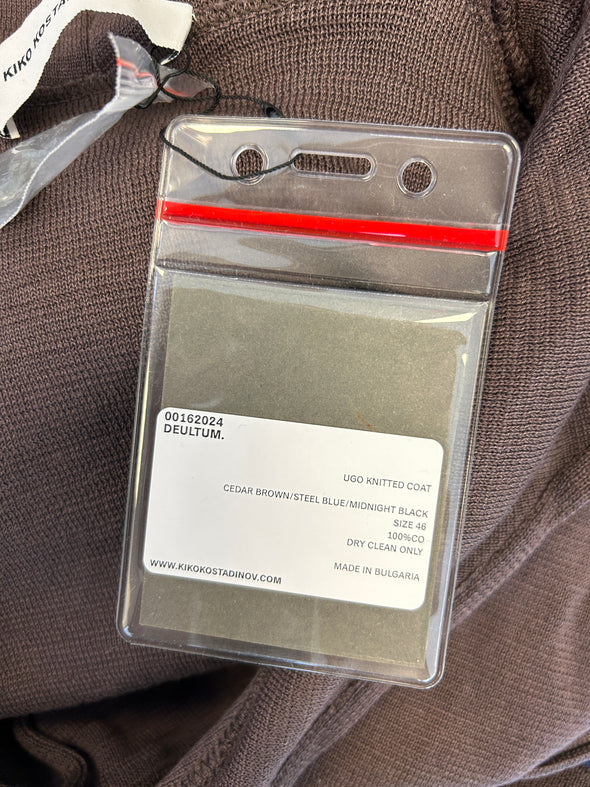 KIKO KOS
00162024
DEULTUM.
UGO KNITTED COAT
CEDAR BROWN/STEEL BLUE/MIDNIGHT BLACK
SIZE 46
100%CO
DRY CLEAN ONLY
WWW.KIKOKOSTADINOV.COM
MADE IN BULGARIA